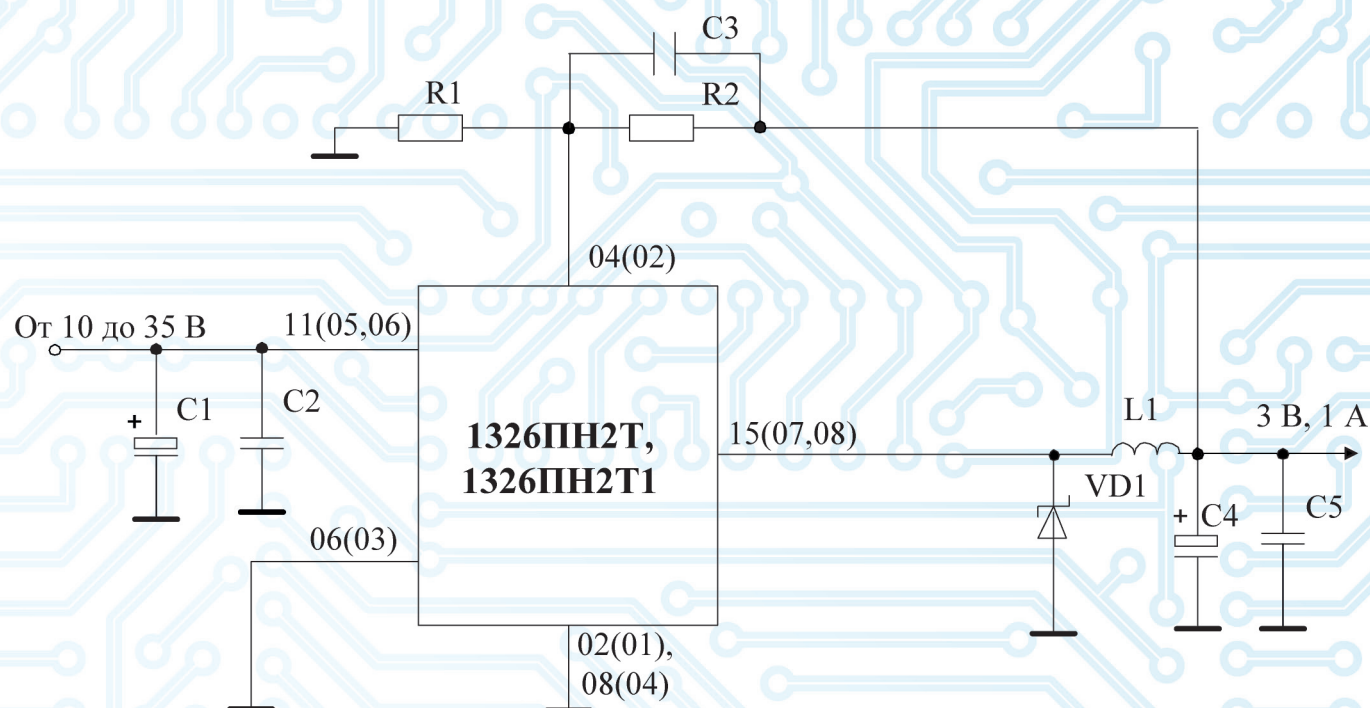 C3
R1
R2
04(02)
От 10 до 35 В
11(05,06)
C1
+
C2
1326ПН2Т,
1326ПН2Т1
15(07,08)
L1
3 В, 1 А
VD1
+
C4
C5
06(03)
02(01),
08(04)